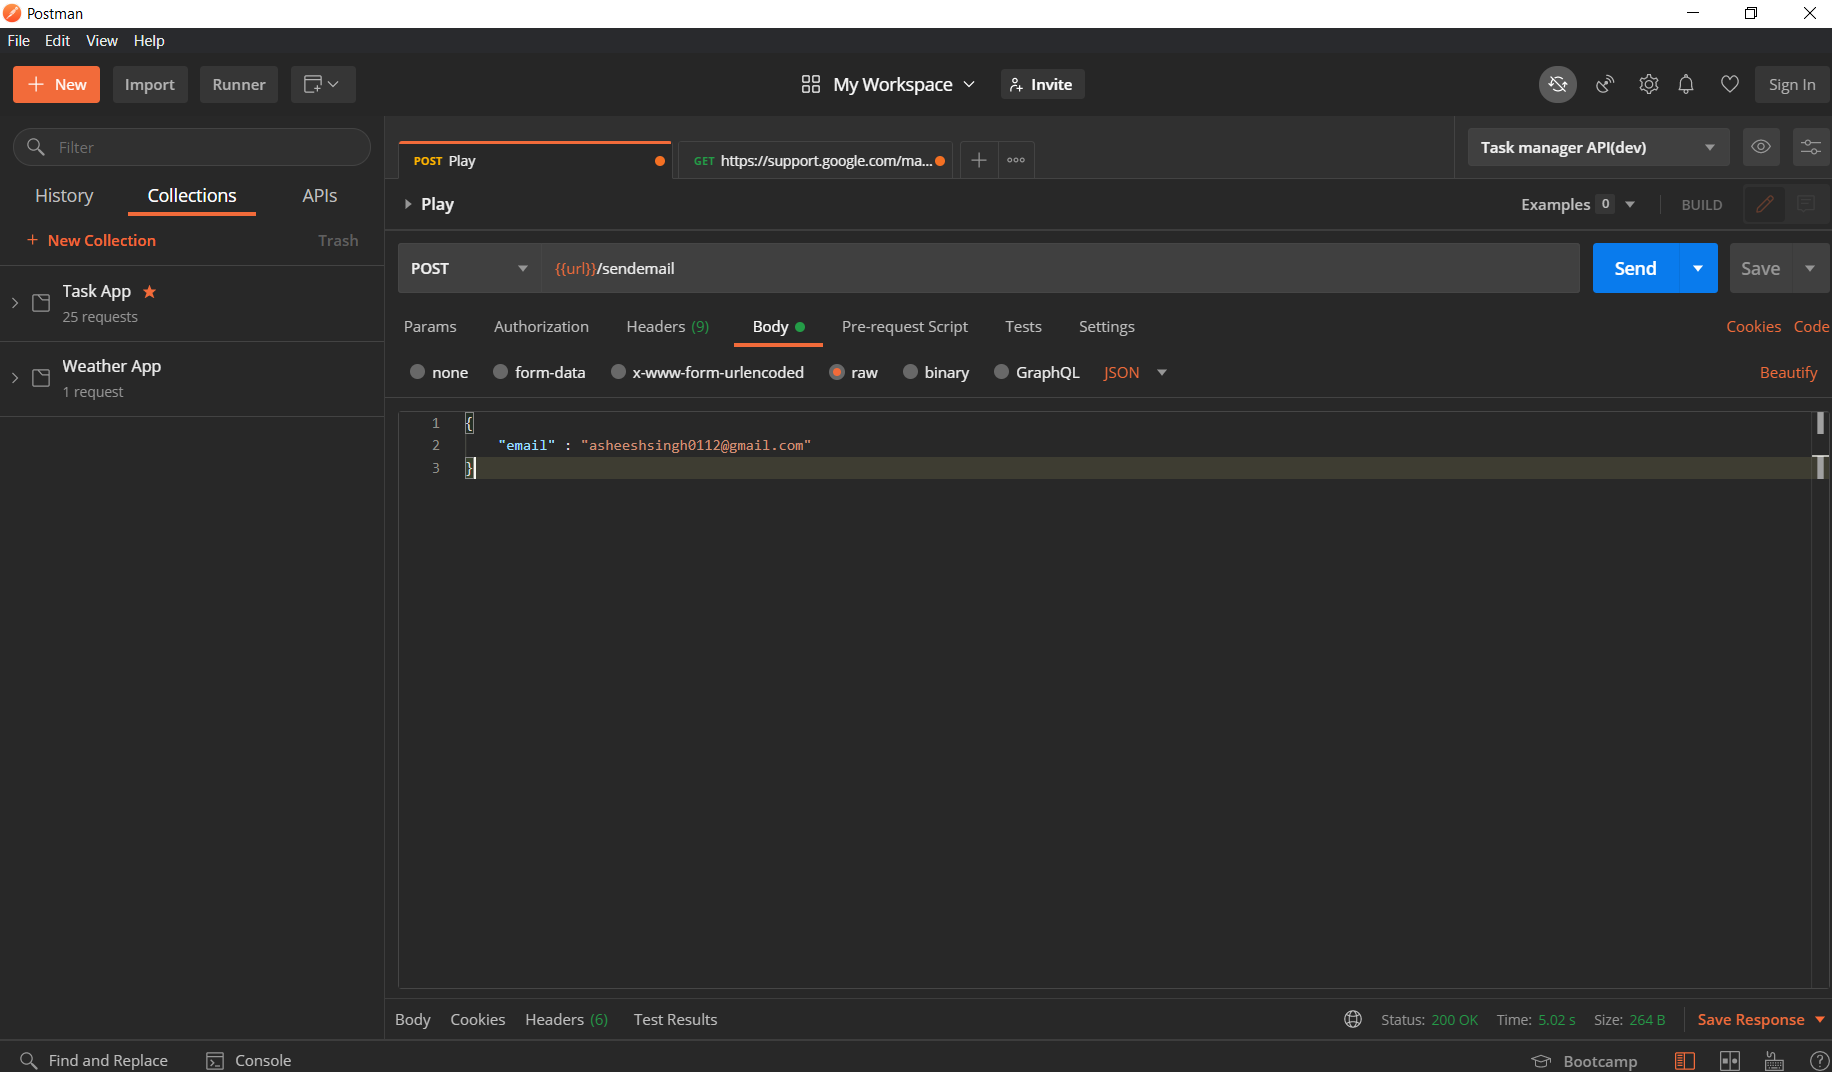 Postman
File Edit View Help
New Import Runner My Workspace Invite Sign In
Filter
POST Play GET https://support.google.com/ma... Task manager API(dev)
History Collections APIs
Play Examples 0 BUILD
+ New Collection Trash
POST {{url}}/sendemail Send Save
Task App
25 requests
Params Authorization Headers (9) Body Pre-request Script Tests Settings Cookies Code
Weather App
1 request
none form-data x-www-form-urlencoded raw binary GraphQL JSON Beautify
1 {
2 "email" : "asheeshsingh0112@gmail.com"
3 }
Body Cookies Headers (6) Test Results Status: 200 OK Time: 5.02 s Size: 264 B Save Response
Find and Replace Console Bootcamp